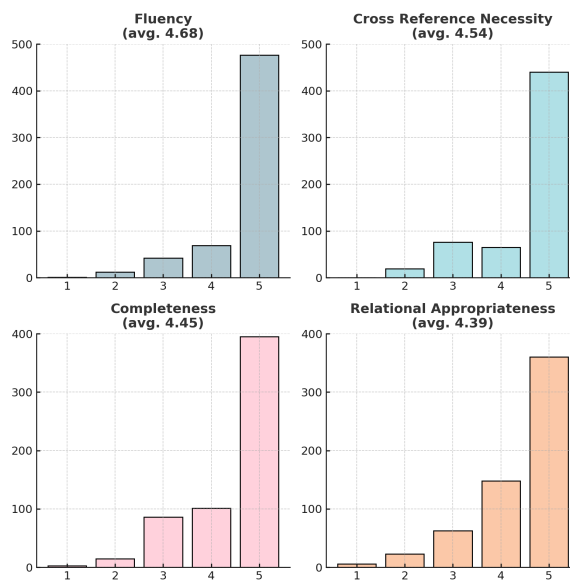 Fluency
(avg. 4.68)
500
400
300
200
100
0
1 2 3 4 5
Cross Reference Necessity
(avg. 4.54)
500
400
300
200
100
0
1 2 3 4 5
Completeness
(avg. 4.45)
400
300
200
100
0
1 2 3 4 5
Relational Appropriateness
(avg. 4.39)
400
300
200
100
0
1 2 3 4 5